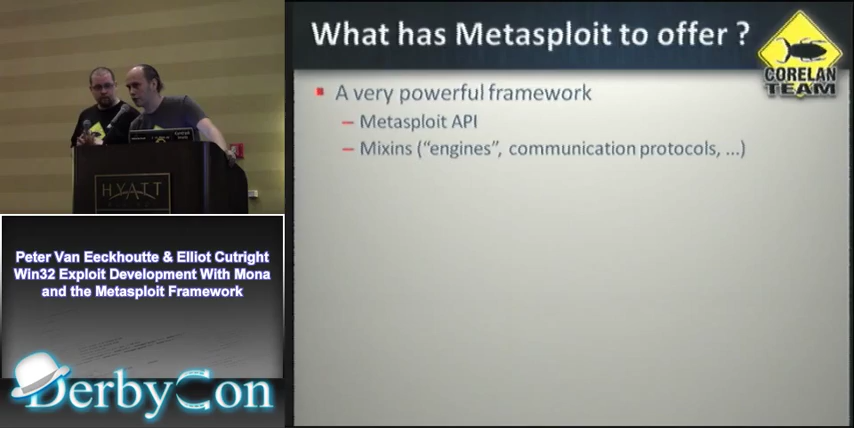 What has Metasploit to offer ?
CORELAN
TEAM
A very powerful framework
– Metasploit API
– Mixins (“engines”, communication protocols, ...)
HYATT
Peter Van Eeckhoutte & Elliot Cutright
Win32 Exploit Development With Mona
and the Metasploit Framework
DerbyCon